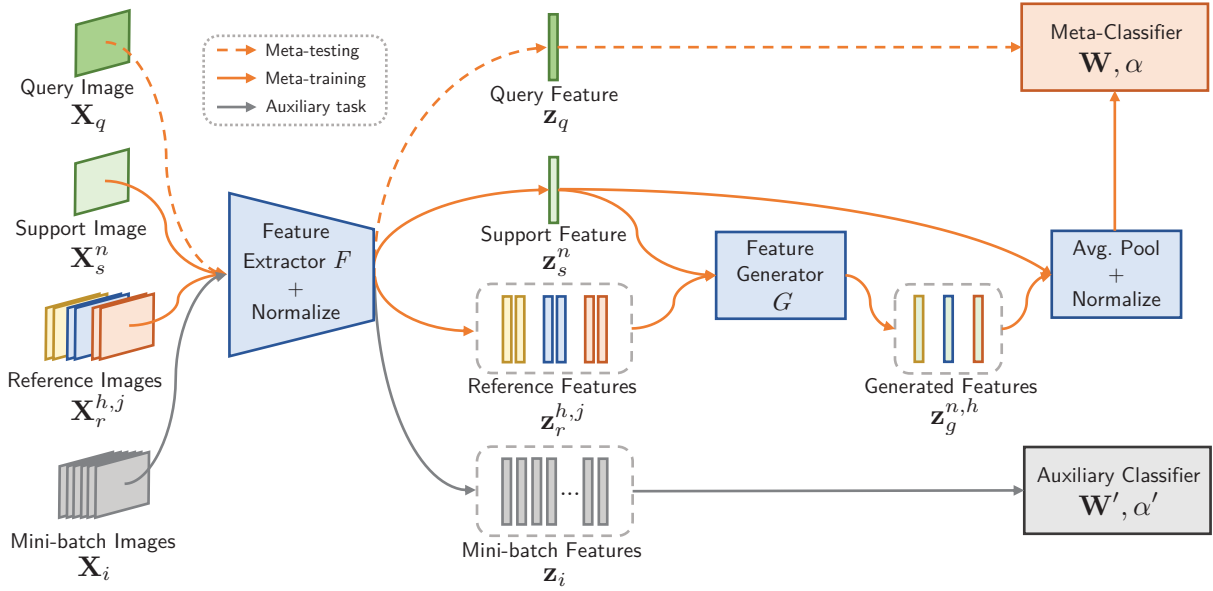 Query Image
X_q
Support Image
X_s^n
Reference Images
X_r^{h,j}
Mini-batch Images
X_i
Meta-testing
Meta-training
Auxiliary task
Feature
Extractor F
+
Normalize
Query Feature
z_q
Support Feature
z_s^n
Reference Features
z_r^{h,j}
...
Mini-batch Features
z_i
Feature
Generator
G
Generated Features
z_g^{n,h}
Meta-Classifier
W, α
Avg. Pool
+
Normalize
Auxiliary Classifier
W′, α′